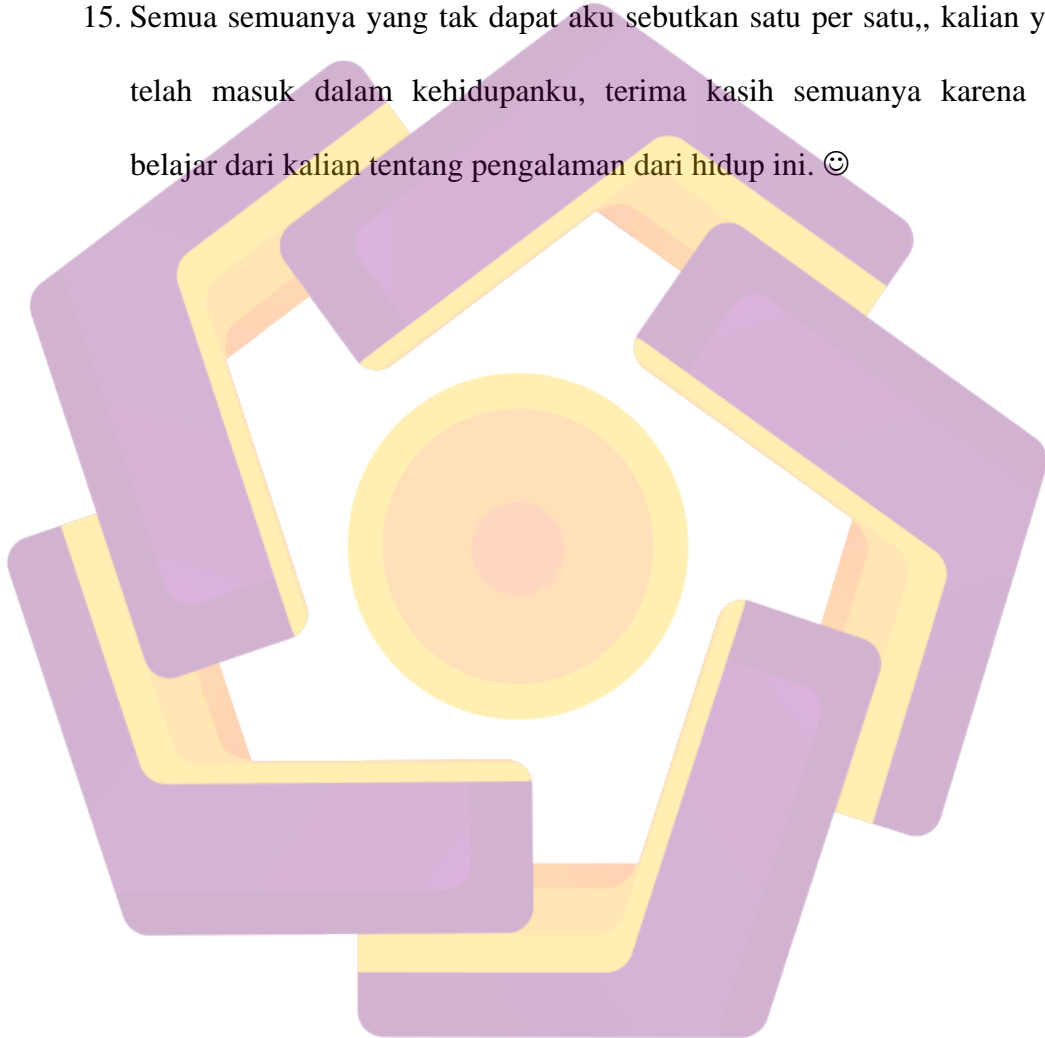 15. Semua semuanya yang tak dapat aku sebutkan satu per satu,, kalian y
telah masuk dalam kehidupanku, terima kasih semuanya karena
belajar dari kalian tentang pengalaman dari hidup ini. ☺